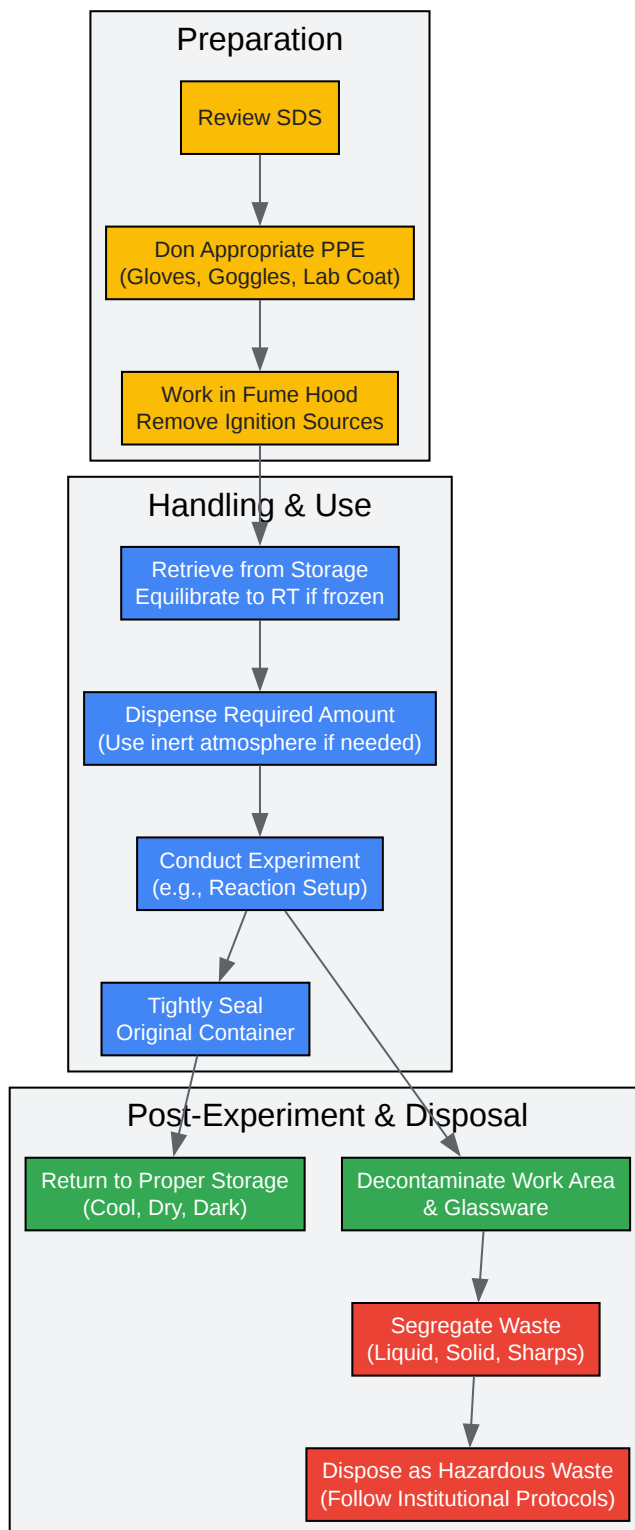 Preparation
Review SDS
Don Appropriate PPE
(Gloves, Goggles, Lab Coat)
Work in Fume Hood
Remove Ignition Sources
Handling & Use
Retrieve from Storage
Equilibrate to RT if frozen
Dispense Required Amount
(Use inert atmosphere if needed)
Conduct Experiment
(e.g., Reaction Setup)
Tightly Seal
Original Container
Post-Experiment & Disposal
Return to Proper Storage
(Cool, Dry, Dark)
Decontaminate Work Area
& Glassware
Segregate Waste
(Liquid, Solid, Sharps)
Dispose as Hazardous Waste
(Follow Institutional Protocols)